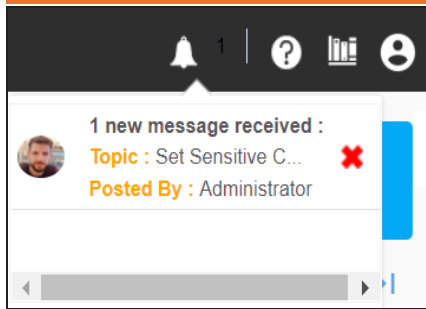 1
1 new message received :
Topic : Set Sensitive C...
Posted By : Administrator